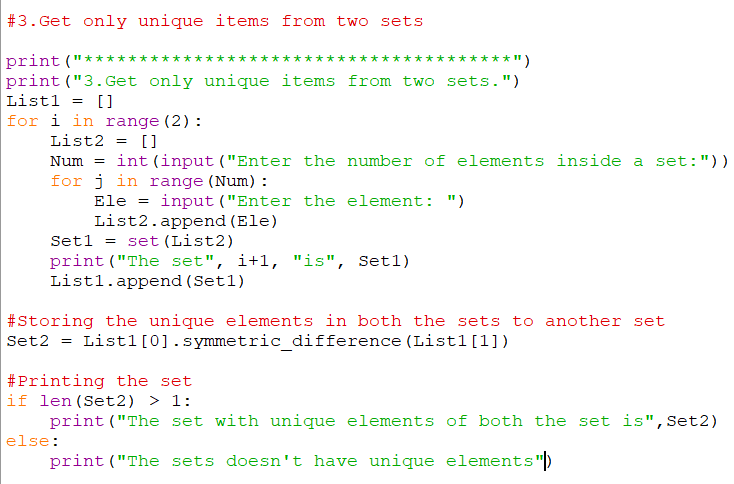 #3.Get only unique items from two sets
print("***************************************")
print("3.Get only unique items from two sets.")
List1 = []
for i in range(2):
    List2 = []
    Num = int(input("Enter the number of elements inside a set:"))
    for j in range(Num):
        Ele = input("Enter the element: ")
        List2.append(Ele)
    Set1 = set(List2)
    print("The set", i+1, "is", Set1)
    List1.append(Set1)
#Storing the unique elements in both the sets to another set
Set2 = List1[0].symmetric_difference(List1[1])
#Printing the set
if len(Set2) > 1:
    print("The set with unique elements of both the set is",Set2)
else:
    print("The sets doesn't have unique elements")